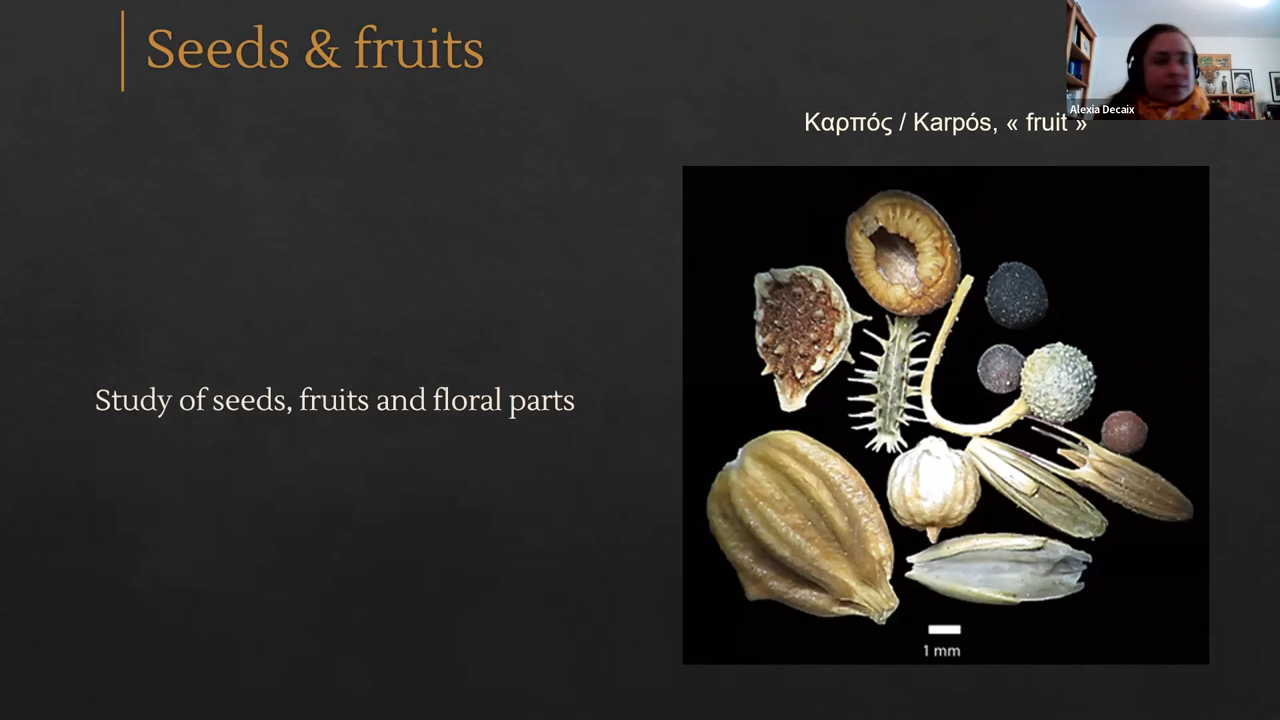 Seeds & fruits
Alexia Decaix
Καρπός / Karpós, « fruit »
Study of seeds, fruits and floral parts
1 mm